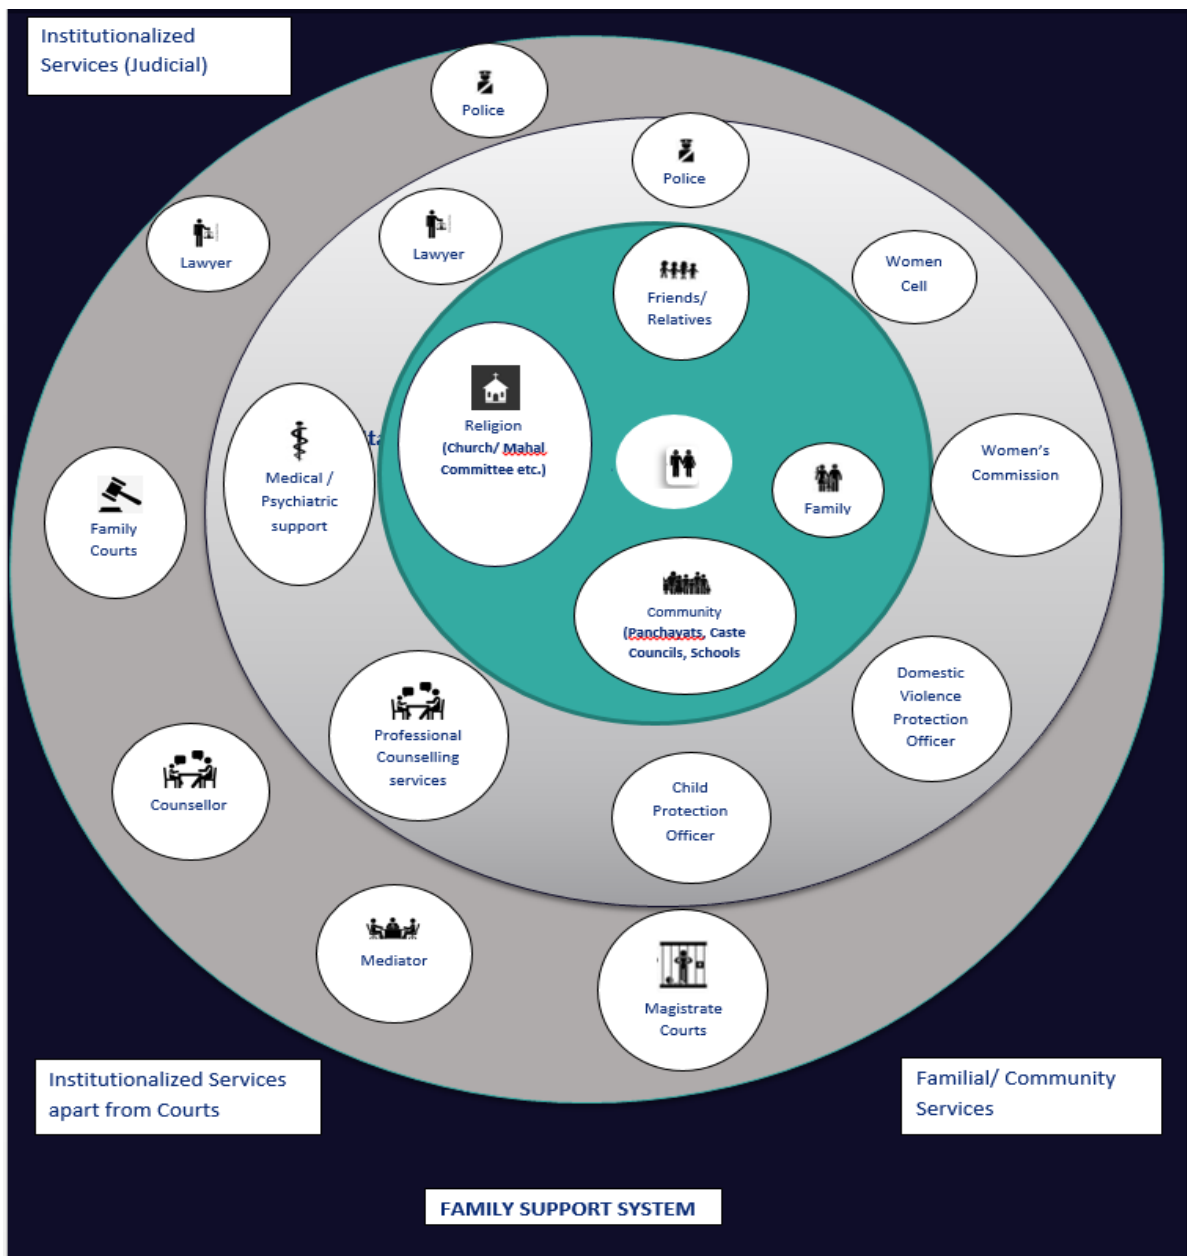 Institutionalized
Services (Judicial)
Police
Police
Lawyer
Lawyer
Women
Cell
Friends/
Relatives
Religion
(Church/ Mahal
Committee etc.)
Medical /
Psychiatric
support
Family
Courts
Family
Women's
Commission
Community
(Panchayats, Caste
Councils, Schools
Domestic
Violence
Protection
Officer
Professional
Counselling
services
Child
Protection
Officer
Counsellor
Mediator
Magistrate
Courts
Institutionalized Services
apart from Courts
Familial/ Community
Services
FAMILY SUPPORT SYSTEM